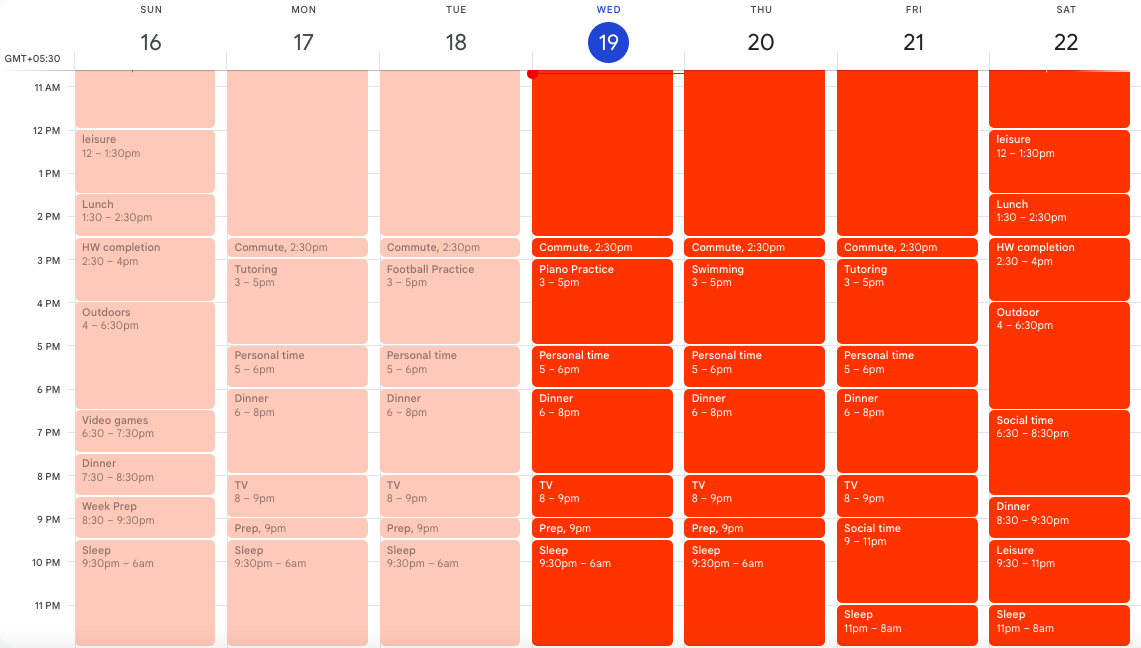 SUN
MON
TUE
WED
THU
FRI
SAT
16
17
18
19
20
21
22
GMT+05:30
11 AM
12 PM
1 PM
2 PM
3 PM
4 PM
5 PM
6 PM
7 PM
8 PM
9 PM
10 PM
11 PM
leisure
12 – 1:30pm
Lunch
1:30 – 2:30pm
HW completion
2:30 – 4pm
Outdoors
4 – 6:30pm
Video games
6:30 – 7:30pm
Dinner
7:30 – 8:30pm
Week Prep
8:30 – 9:30pm
Sleep
9:30pm – 6am
Commute, 2:30pm
Tutoring
3 – 5pm
Personal time
5 – 6pm
Dinner
6 – 8pm
TV
8 – 9pm
Prep, 9pm
Sleep
9:30pm – 6am
Commute, 2:30pm
Football Practice
3 – 5pm
Personal time
5 – 6pm
Dinner
6 – 8pm
TV
8 – 9pm
Prep, 9pm
Sleep
9:30pm – 6am
Commute, 2:30pm
Piano Practice
3 – 5pm
Personal time
5 – 6pm
Dinner
6 – 8pm
TV
8 – 9pm
Prep, 9pm
Sleep
9:30pm – 6am
Commute, 2:30pm
Swimming
3 – 5pm
Personal time
5 – 6pm
Dinner
6 – 8pm
TV
8 – 9pm
Prep, 9pm
Sleep
9:30pm – 6am
Commute, 2:30pm
Tutoring
3 – 5pm
Personal time
5 – 6pm
Dinner
6 – 8pm
TV
8 – 9pm
Social time
9 – 11pm
Sleep
11pm – 8am
leisure
12 – 1:30pm
Lunch
1:30 – 2:30pm
HW completion
2:30 – 4pm
Outdoor
4 – 6:30pm
Social time
6:30 – 8:30pm
Dinner
8:30 – 9:30pm
Leisure
9:30 – 11pm
Sleep
11pm – 8am